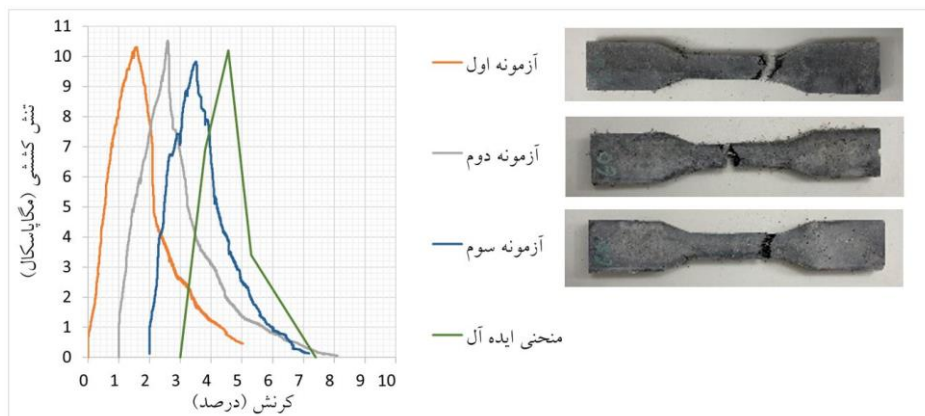 11
10
9
8
7
6
5
4
3
2
1
0
تنش کششی (مگاپاسکال)
0 1 2 3 4 5 6 7 8 9 10
کرنش (درصد)
آزمونه اول
آزمونه دوم
آزمونه سوم
منحنی ایده آل